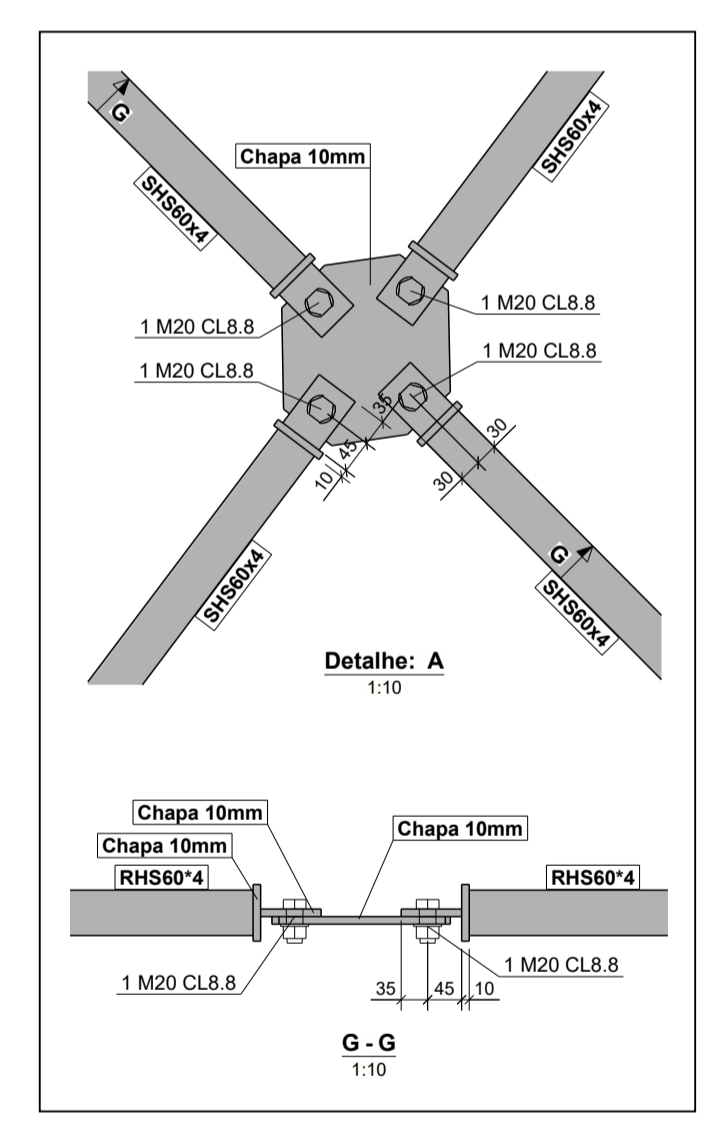 G
SHS60x4
Chapa 10mm
SHS60x4
1 M20 CL8.8
1 M20 CL8.8
1 M20 CL8.8
1 M20 CL8.8
35
45
10
30
30
G
SHS60x4
SHS60x4
Detalhe: A
1:10
Chapa 10mm
Chapa 10mm
Chapa 10mm
RHS60*4
RHS60*4
1 M20 CL8.8
1 M20 CL8.8
35 45 10
G - G
1:10